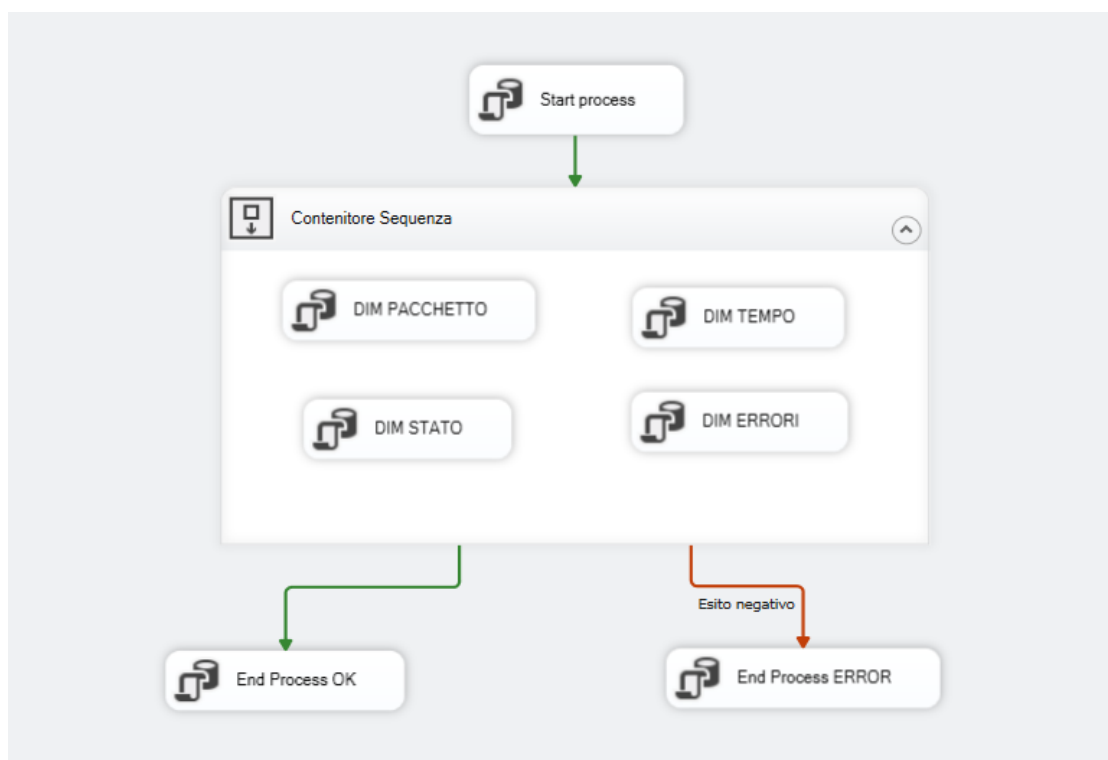 Start process
Contenitore Sequenza
DIM PACCHETTO
DIM TEMPO
DIM STATO
DIM ERRORI
Esito negativo
End Process OK
End Process ERROR